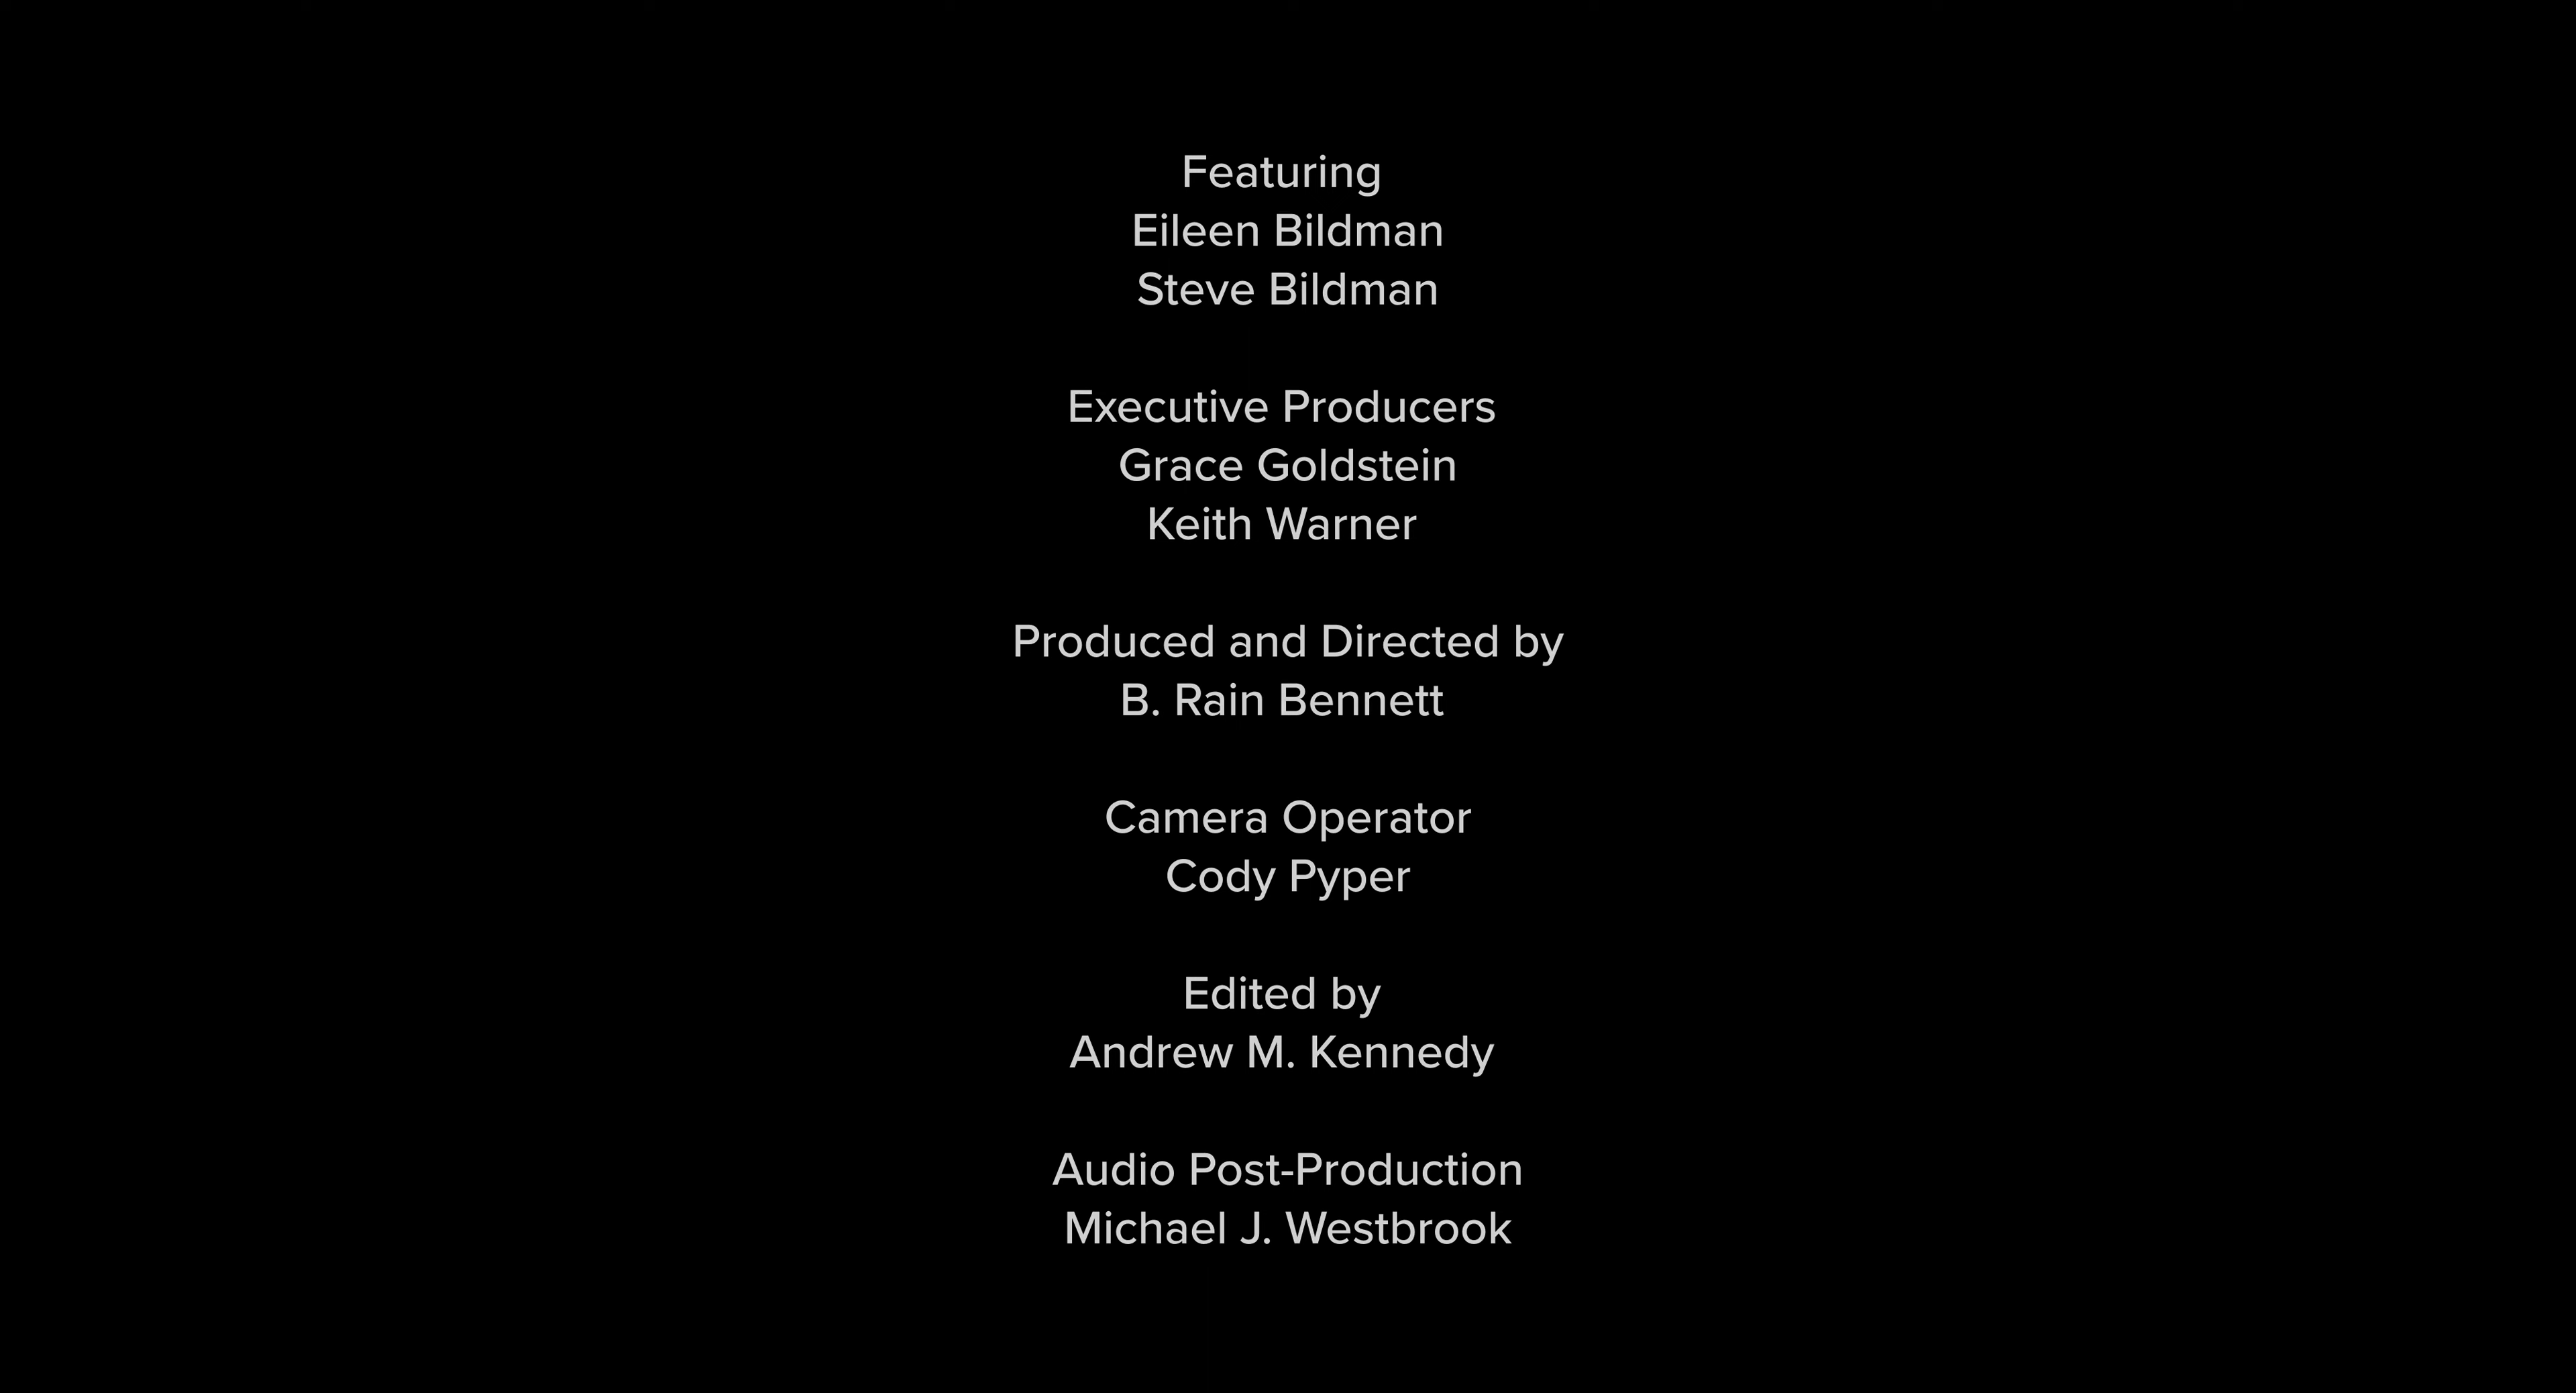 Featuring
Eileen Bildman
Steve Bildman
Executive Producers
Grace Goldstein
Keith Warner
Produced and Directed by
B. Rain Bennett
Camera Operator
Cody Pyper
Edited by
Andrew M. Kennedy
Audio Post-Production
Michael J. Westbrook